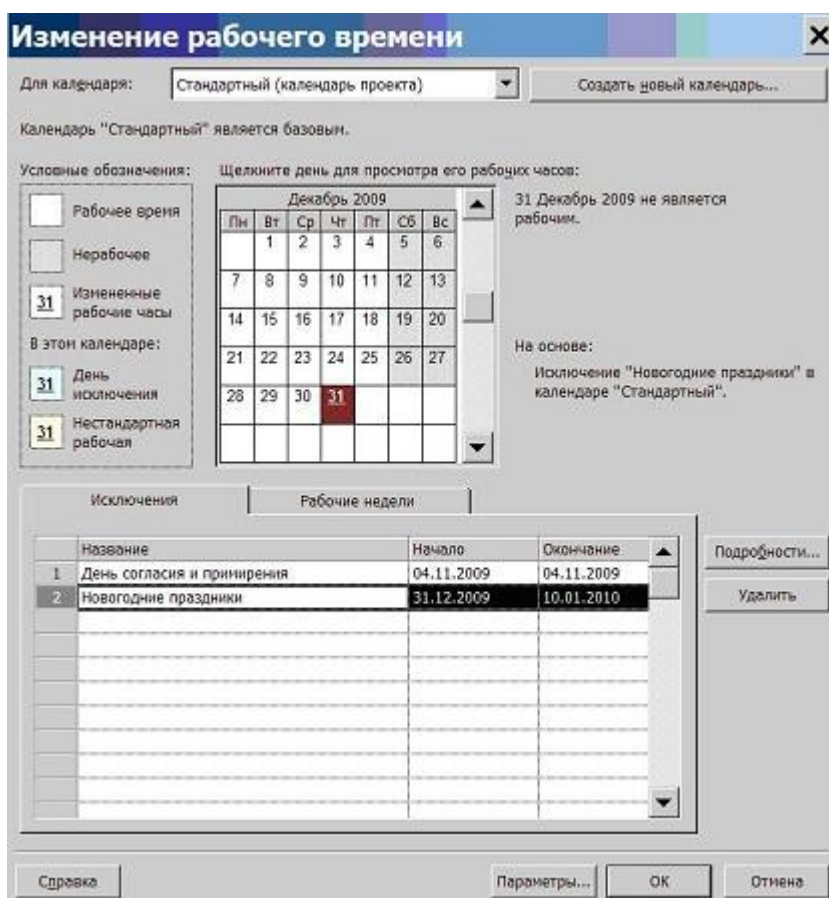 Изменение рабочего времени
Для календаря: Стандартный (календарь проекта) Создать новый календарь...
Календарь "Стандартный" является базовым.
Условные обозначения:
Рабочее время
Нерабочее
31 Измененные рабочие часы
В этом календаре:
31 День исключения
31 Нестандартная рабочая
Щелкните день для просмотра его рабочих часов:
Декабрь 2009
Пн Вт Ср Чт Пт Сб Вс
1 2 3 4 5 6
7 8 9 10 11 12 13
14 15 16 17 18 19 20
21 22 23 24 25 26 27
28 29 30 31
31 Декабрь 2009 не является
рабочим.
На основе:
Исключение "Новогодние праздники" в
календаре "Стандартный".
Исключения Рабочие недели
Название Начало Окончание
1 День согласия и примирения 04.11.2009 04.11.2009
2 Новогодние праздники 31.12.2009 10.01.2010
Подробности...
Удалить
Справка Параметры... ОК Отмена